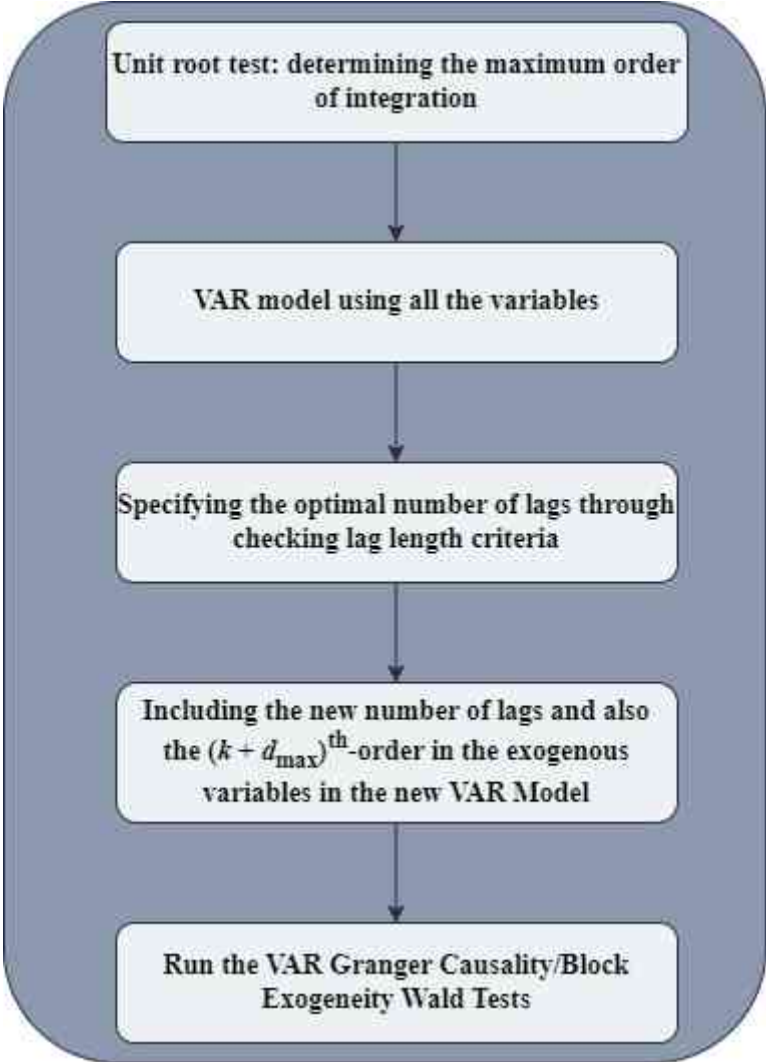 Unit root test: determining the maximum order
of integration
VAR model using all the variables
Specifying the optimal number of lags through
checking lag length criteria
Including the new number of lags and also
the (k + dmax)th-order in the exogenous
variables in the new VAR Model
Run the VAR Granger Causality/Block
Exogeneity Wald Tests